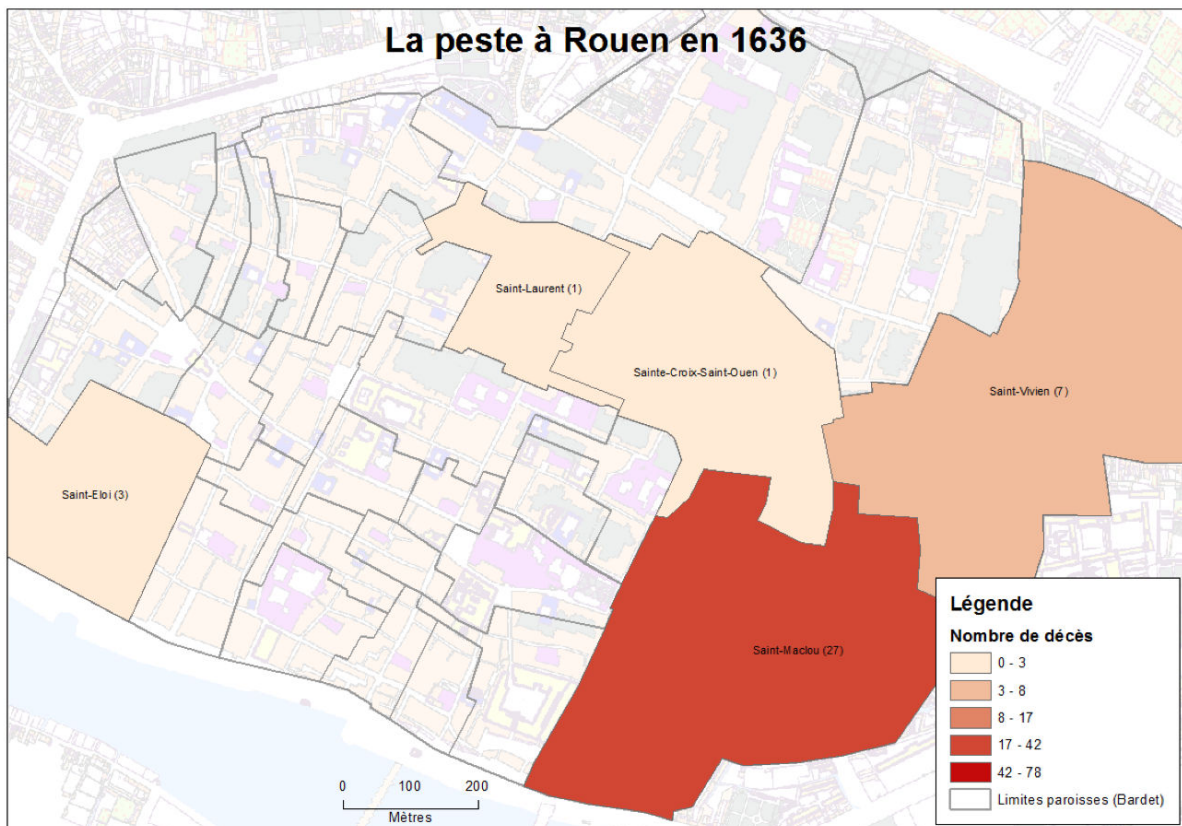 La peste à Rouen en 1636
Saint-Laurent (1)
Sainte-Croix-Saint-Ouen (1)
Saint-Vivien (7)
Saint-Eloi (3)
Saint-Maclou (27)
Légende
Nombre de décès
0 - 3
3 - 8
8 - 17
17 - 42
42 - 78
Limites paroisses (Bardet)
0 100 200
Mètres